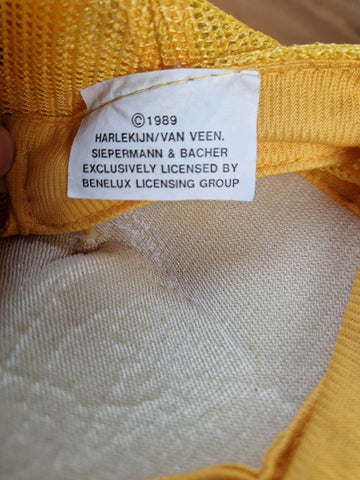 ©1989
HARLEKIJN/VAN VEEN.
SIEPERMANN & BACHER
EXCLUSIVELY LICENSED BY
BENELUX LICENSING GROUP